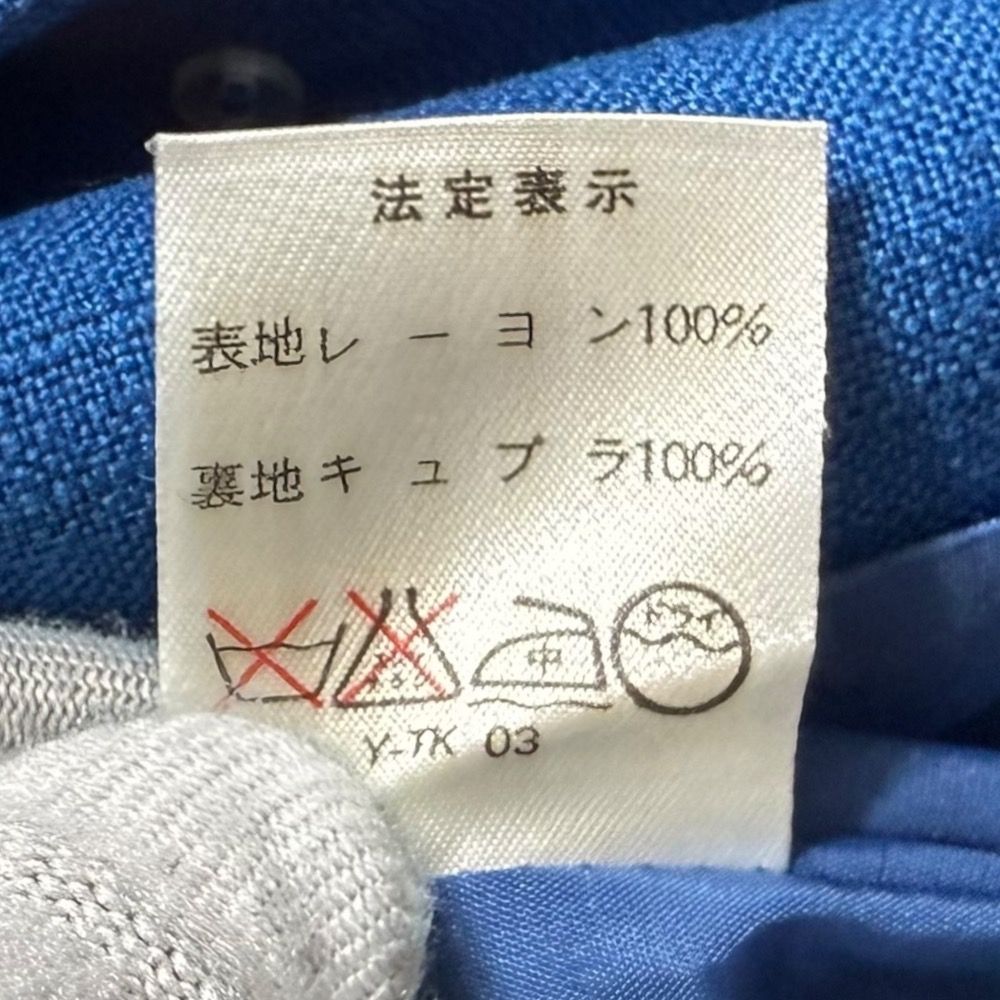 法定表示
表地レーヨン100%
裏地キュプラ100%
中 ドライ
Y-TK 03